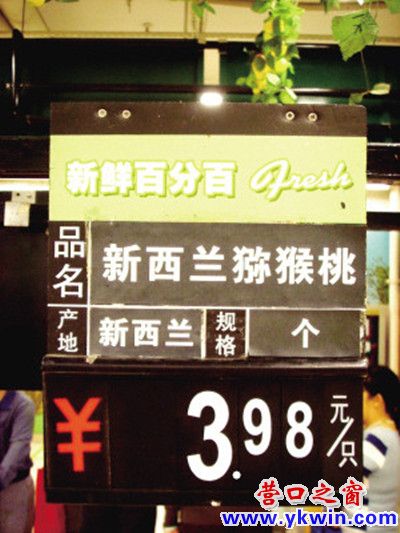 新鲜百分百 Fresh
品名 新西兰猕猴桃
产地 新西兰 规格 个
¥ 3.98 元/只
营口之窗
www.ykwin.com